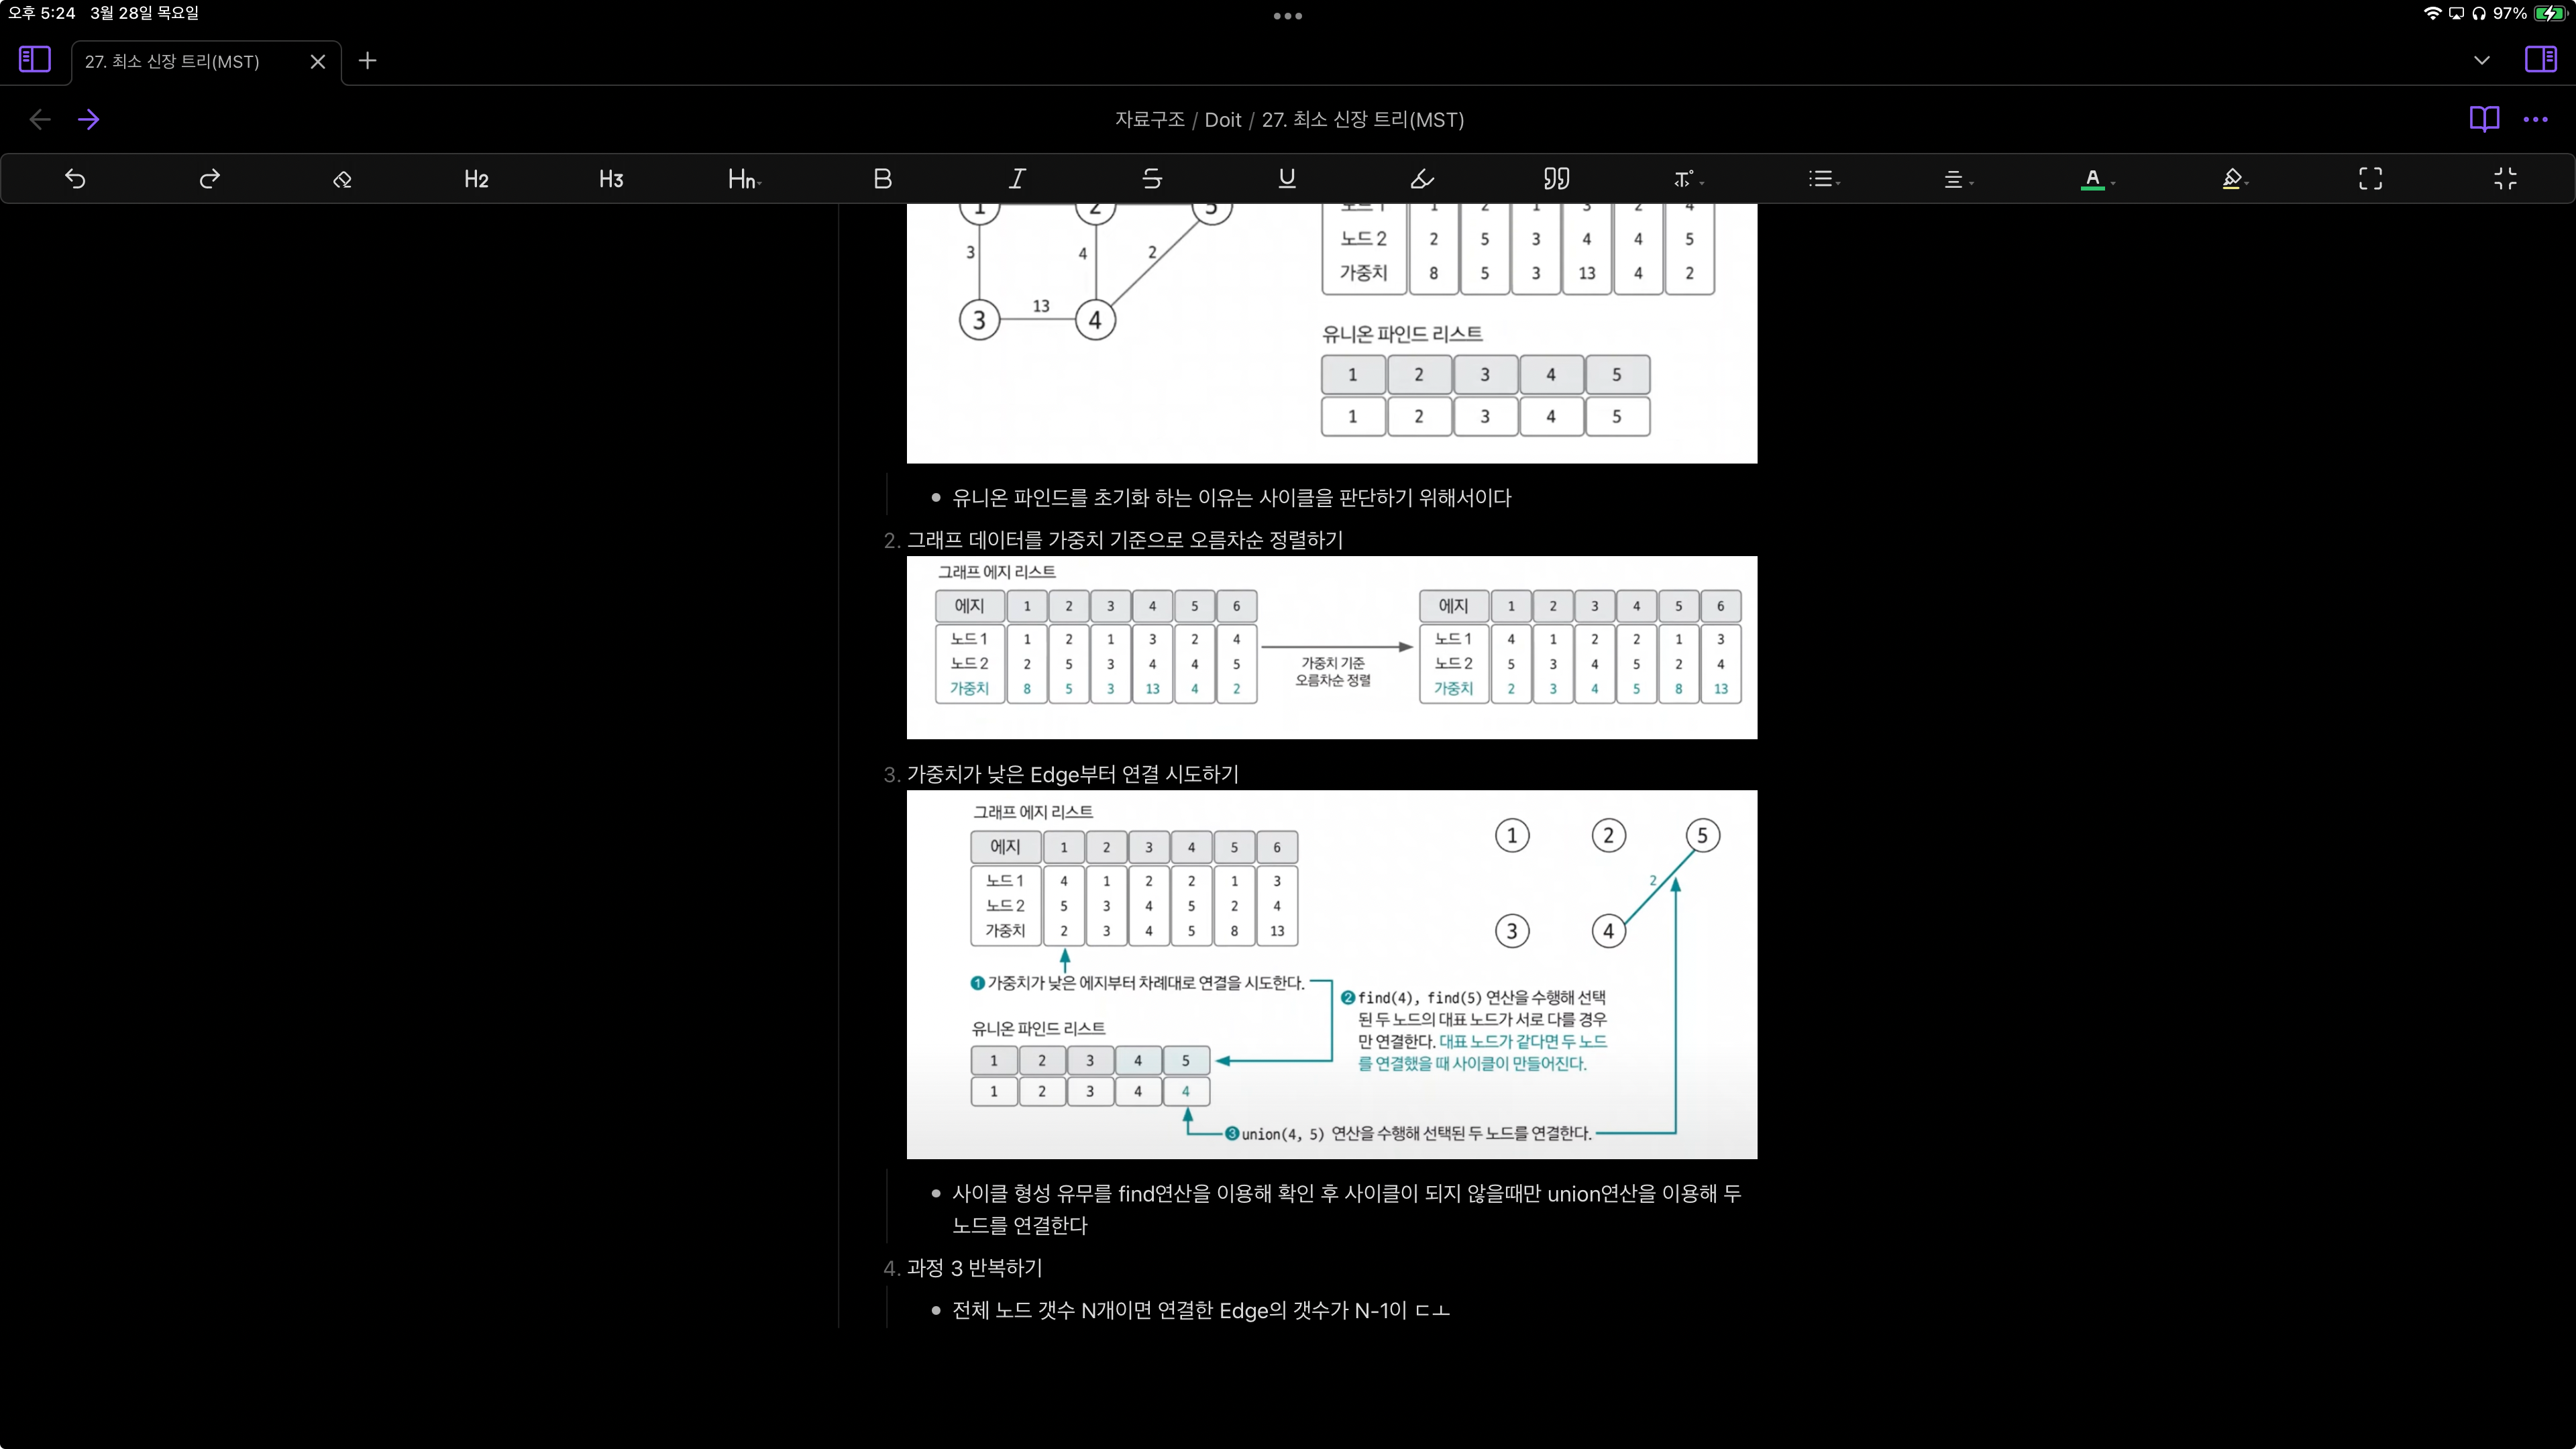 오후 5:24 3월 28일 목요일
97%
27. 최소 신장 트리(MST)
자료구조 / Doit / 27. 최소 신장 트리(MST)
H2 H3 Hn B I S U T A
1 2 5
3 4 2
13
3 4
노드 1 1 2 1 3 2 4
노드 2 2 5 3 4 4 5
가중치 8 5 3 13 4 2
유니온 파인드 리스트
1 2 3 4 5
1 2 3 4 5
유니온 파인드를 초기화 하는 이유는 사이클을 판단하기 위해서이다
2. 그래프 데이터를 가중치 기준으로 오름차순 정렬하기
그래프 에지 리스트
에지 1 2 3 4 5 6
노드 1 1 2 1 3 2 4
노드 2 2 5 3 4 4 5
가중치 8 5 3 13 4 2
가중치 기준
오름차순 정렬
에지 1 2 3 4 5 6
노드 1 4 1 2 2 1 3
노드 2 5 3 4 5 2 4
가중치 2 3 4 5 8 13
3. 가중치가 낮은 Edge부터 연결 시도하기
그래프 에지 리스트
에지 1 2 3 4 5 6
노드 1 4 1 2 2 1 3
노드 2 5 3 4 5 2 4
가중치 2 3 4 5 8 13
1 2 5
2
3 4
1 가중치가 낮은 에지부터 차례대로 연결을 시도한다.
2 find(4), find(5) 연산을 수행해 선택
된 두 노드의 대표 노드가 서로 다를 경우
만 연결한다. 대표 노드가 같다면 두 노드
를 연결했을 때 사이클이 만들어진다.
유니온 파인드 리스트
1 2 3 4 5
1 2 3 4 4
3 union(4, 5) 연산을 수행해 선택된 두 노드를 연결한다.
사이클 형성 유무를 find연산을 이용해 확인 후 사이클이 되지 않을때만 union연산을 이용해 두
노드를 연결한다
4. 과정 3 반복하기
전체 노드 갯수 N개이면 연결한 Edge의 갯수가 N-1이 ㄷㅗ